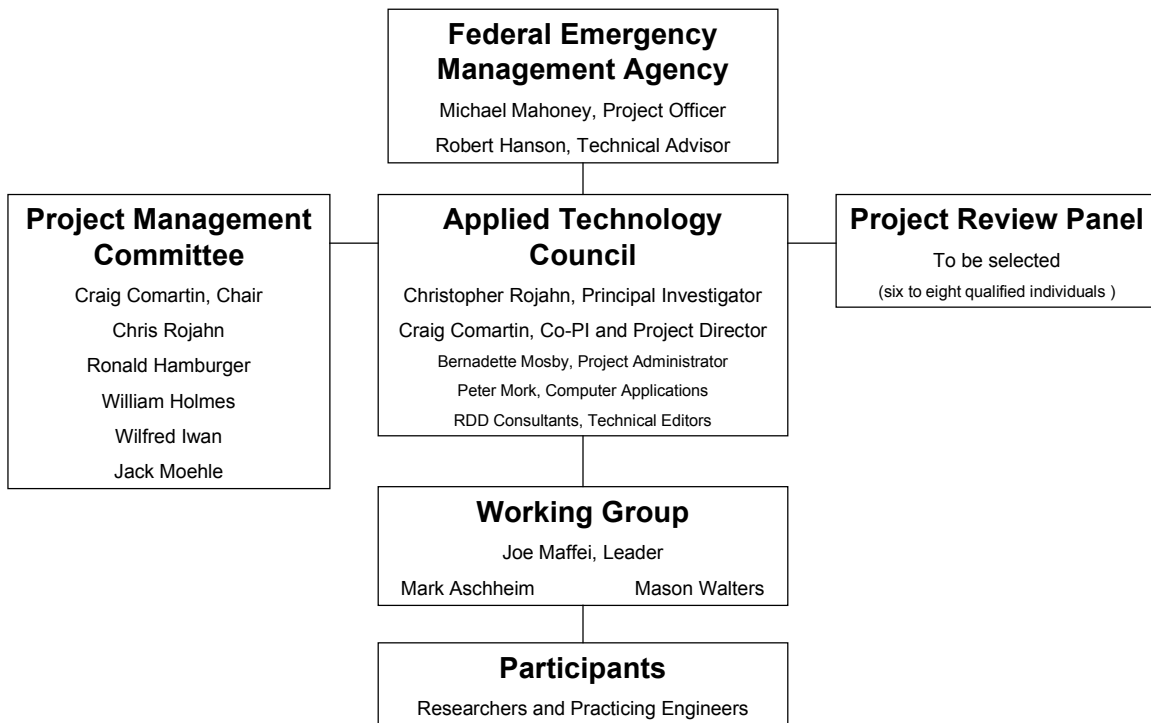 Federal Emergency
Management Agency
Michael Mahoney, Project Officer
Robert Hanson, Technical Advisor
Project Management
Committee
Craig Comartin, Chair
Chris Rojahn
Ronald Hamburger
William Holmes
Wilfred Iwan
Jack Moehle
Applied Technology
Council
Christopher Rojahn, Principal Investigator
Craig Comartin, Co-PI and Project Director
Bernadette Mosby, Project Administrator
Peter Mork, Computer Applications
RDD Consultants, Technical Editors
Project Review Panel
To be selected
(six to eight qualified individuals )
Working Group
Joe Maffei, Leader
Mark Aschheim Mason Walters
Participants
Researchers and Practicing Engineers